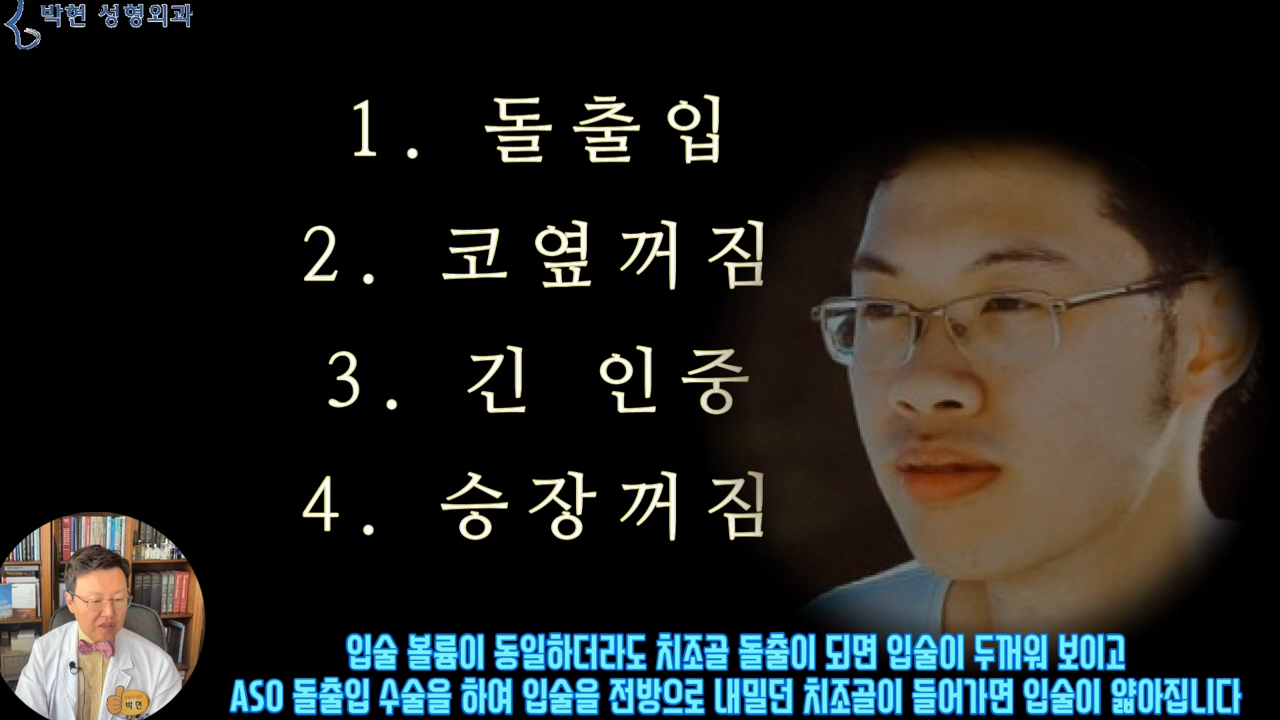 박현 성형외과
1. 돌출입
2. 코옆꺼짐
3. 긴 인중
4. 승장꺼짐
박현
입술 볼륨이 동일하더라도 치조골 돌출이 되면 입술이 두꺼워 보이고
ASO 돌출입 수술을 하여 입술을 전방으로 내밀던 치조골이 들어가면 입술이 얇아집니다